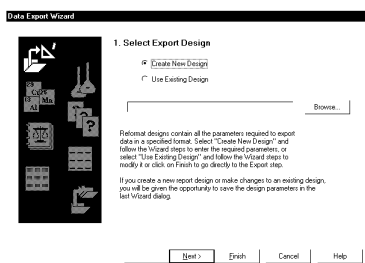 Data Export Wizard
1. Select Export Design
Create New Design
Use Existing Design
Browse...
Reformat designs contain all the parameters required to export
data in a specified format. Select "Create New Design" and
follow the Wizard steps to enter the required parameters, or
select "Use Existing Design" and follow the Wizard steps to
modify it or click on Finish to go directly to the Export step.
If you create a new report design or make changes to an existing design,
you will be given the opportunity to save the design parameters in the
last Wizard dialog.
Next >
Finish
Cancel
Help